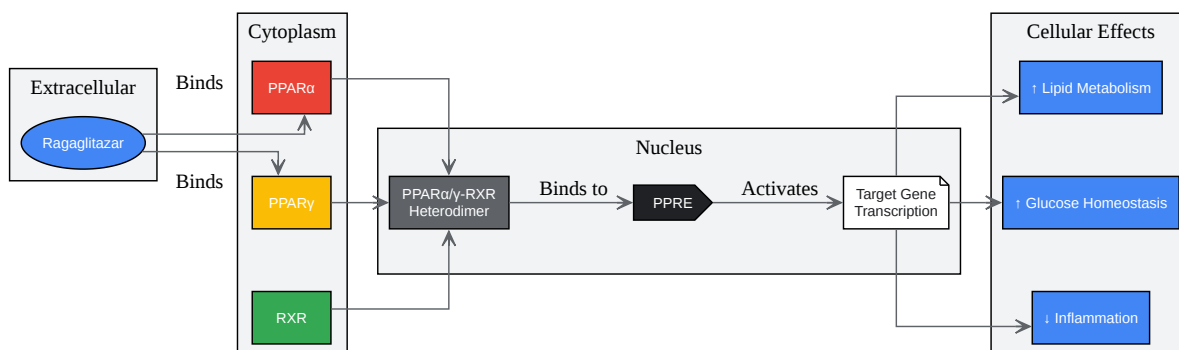 Extracellular
Ragaglitazar
Binds
Binds
Cytoplasm
PPARα
PPARγ
RXR
Nucleus
PPARα/γ-RXR
Heterodimer
Binds to
PPRE
Activates
Target Gene
Transcription
Cellular Effects
↑ Lipid Metabolism
↑ Glucose Homeostasis
↓ Inflammation